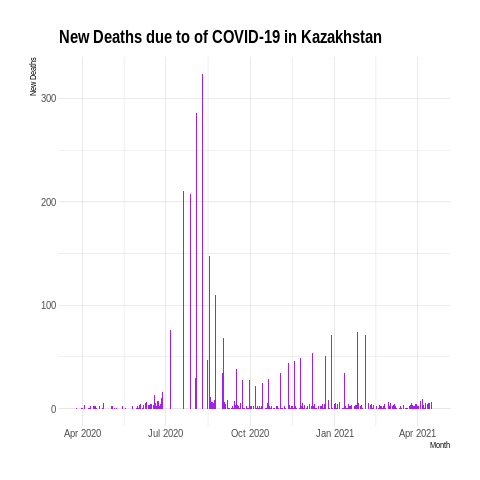 New Deaths due to of COVID-19 in Kazakhstan
New Deaths
300
200
100
0
Apr 2020
Jul 2020
Oct 2020
Jan 2021
Apr 2021
Month